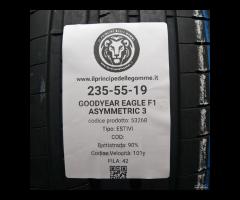 www.ilprincipedellegomme.it
235-55-19
GOODYEAR EAGLE F1
ASYMMETRIC 3
codice prodotto: 53268
Tipo: ESTIVI
COD:
Battistrada: 90%
Codice Velocità: 101y
FILA: 42